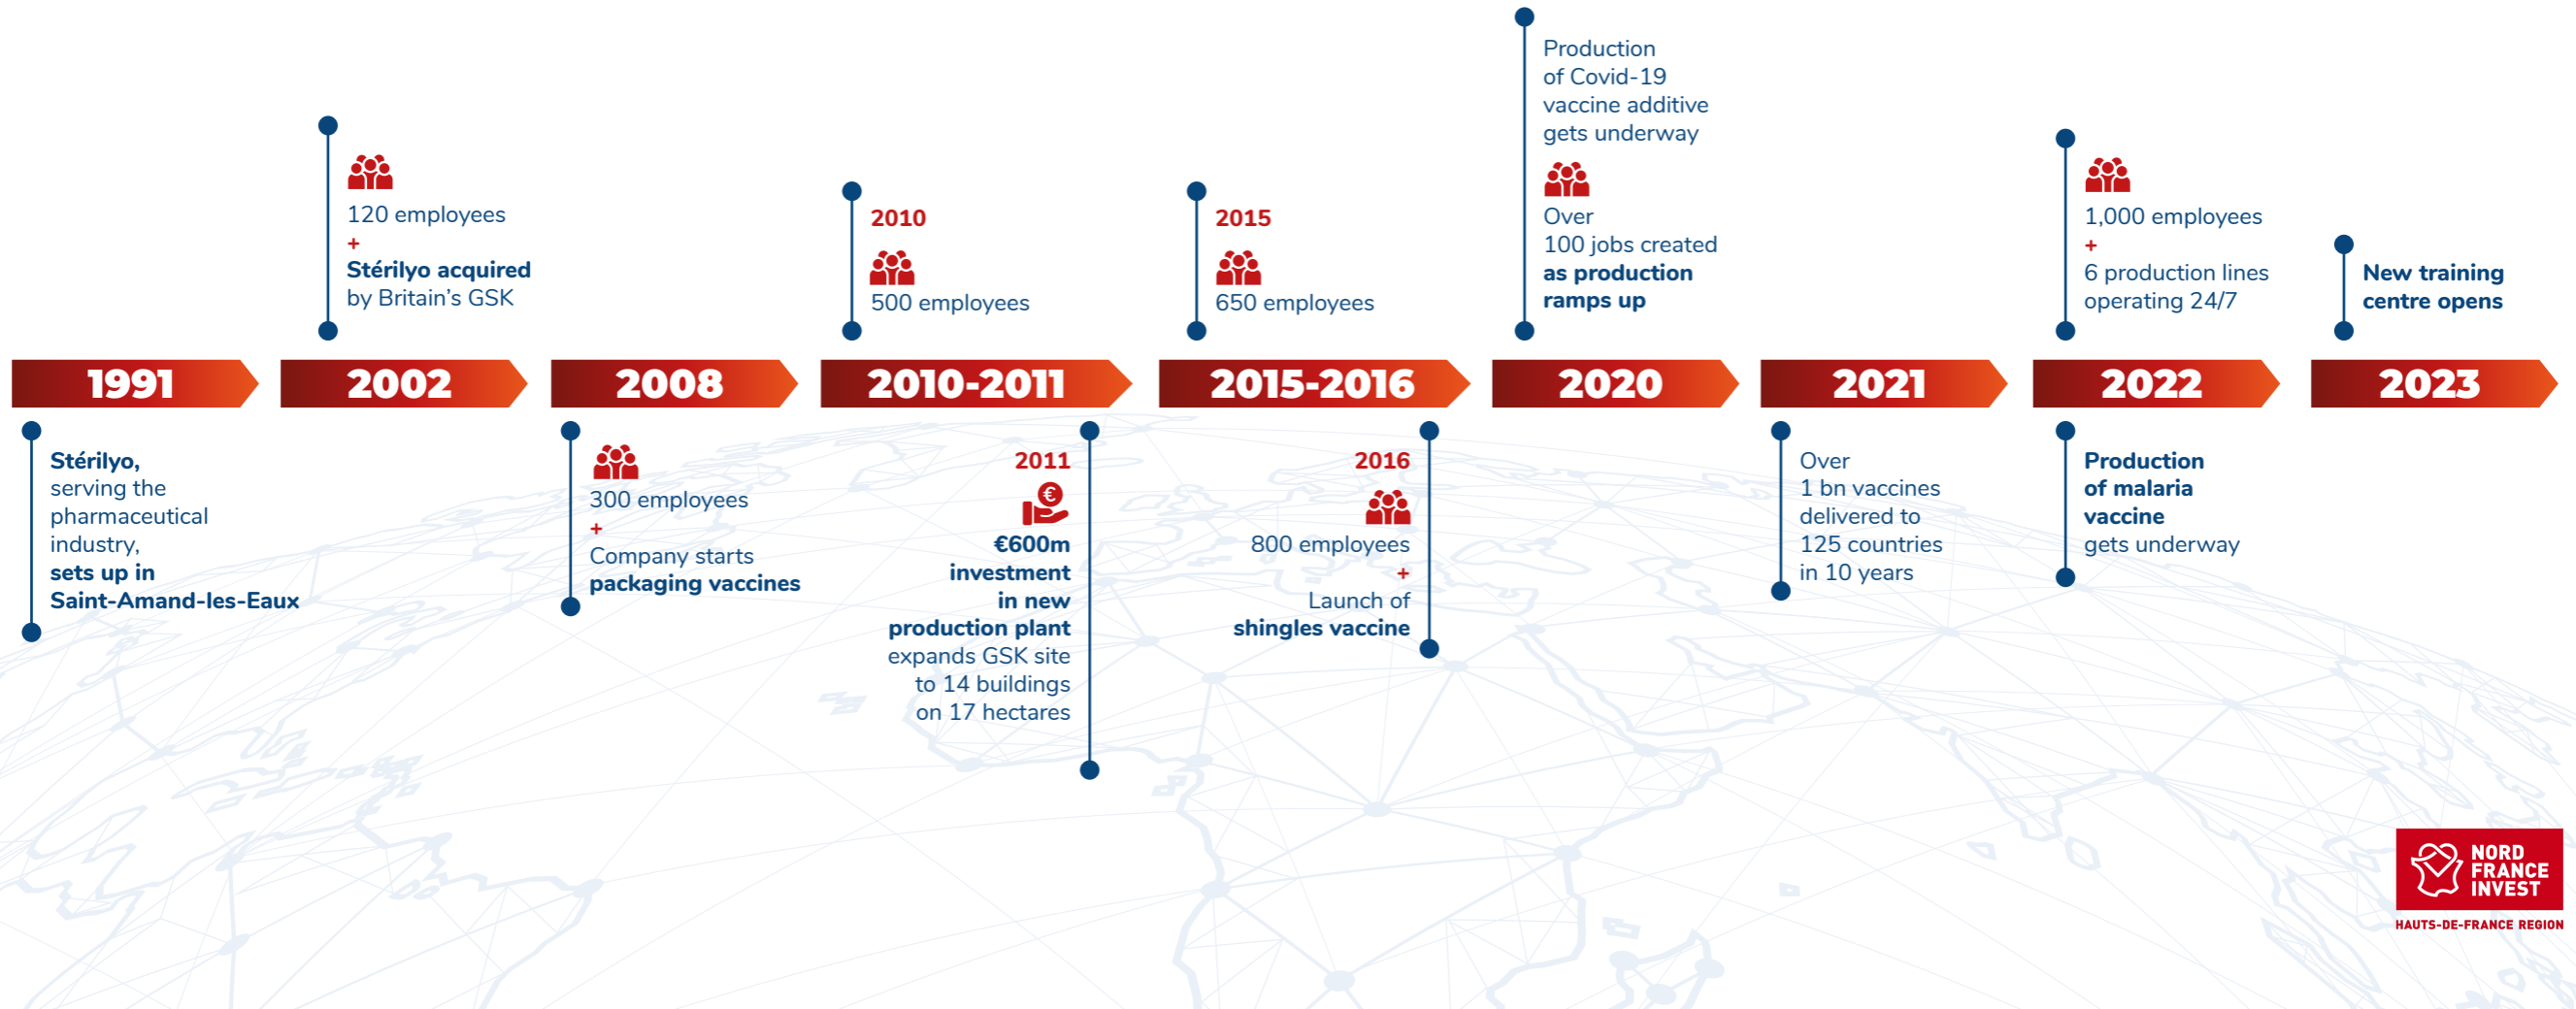 1991
Stérilyo,
serving the
pharmaceutical
industry,
sets up in
Saint-Amand-les-Eaux
2002
120 employees
+
Stérilyo acquired
by Britain's GSK
2008
300 employees
+
Company starts
packaging vaccines
2010-2011
2010
500 employees
2011
€
€600m
investment
in new
production plant
expands GSK site
to 14 buildings
on 17 hectares
2015-2016
2015
650 employees
2016
800 employees
+
Launch of
shingles vaccine
2020
Production
of Covid-19
vaccine additive
gets underway
Over
100 jobs created
as production
ramps up
2021
Over
1 bn vaccines
delivered to
125 countries
in 10 years
2022
1,000 employees
+
6 production lines
operating 24/7
Production
of malaria
vaccine
gets underway
2023
New training
centre opens
NORD
FRANCE
INVEST
HAUTS-DE-FRANCE REGION